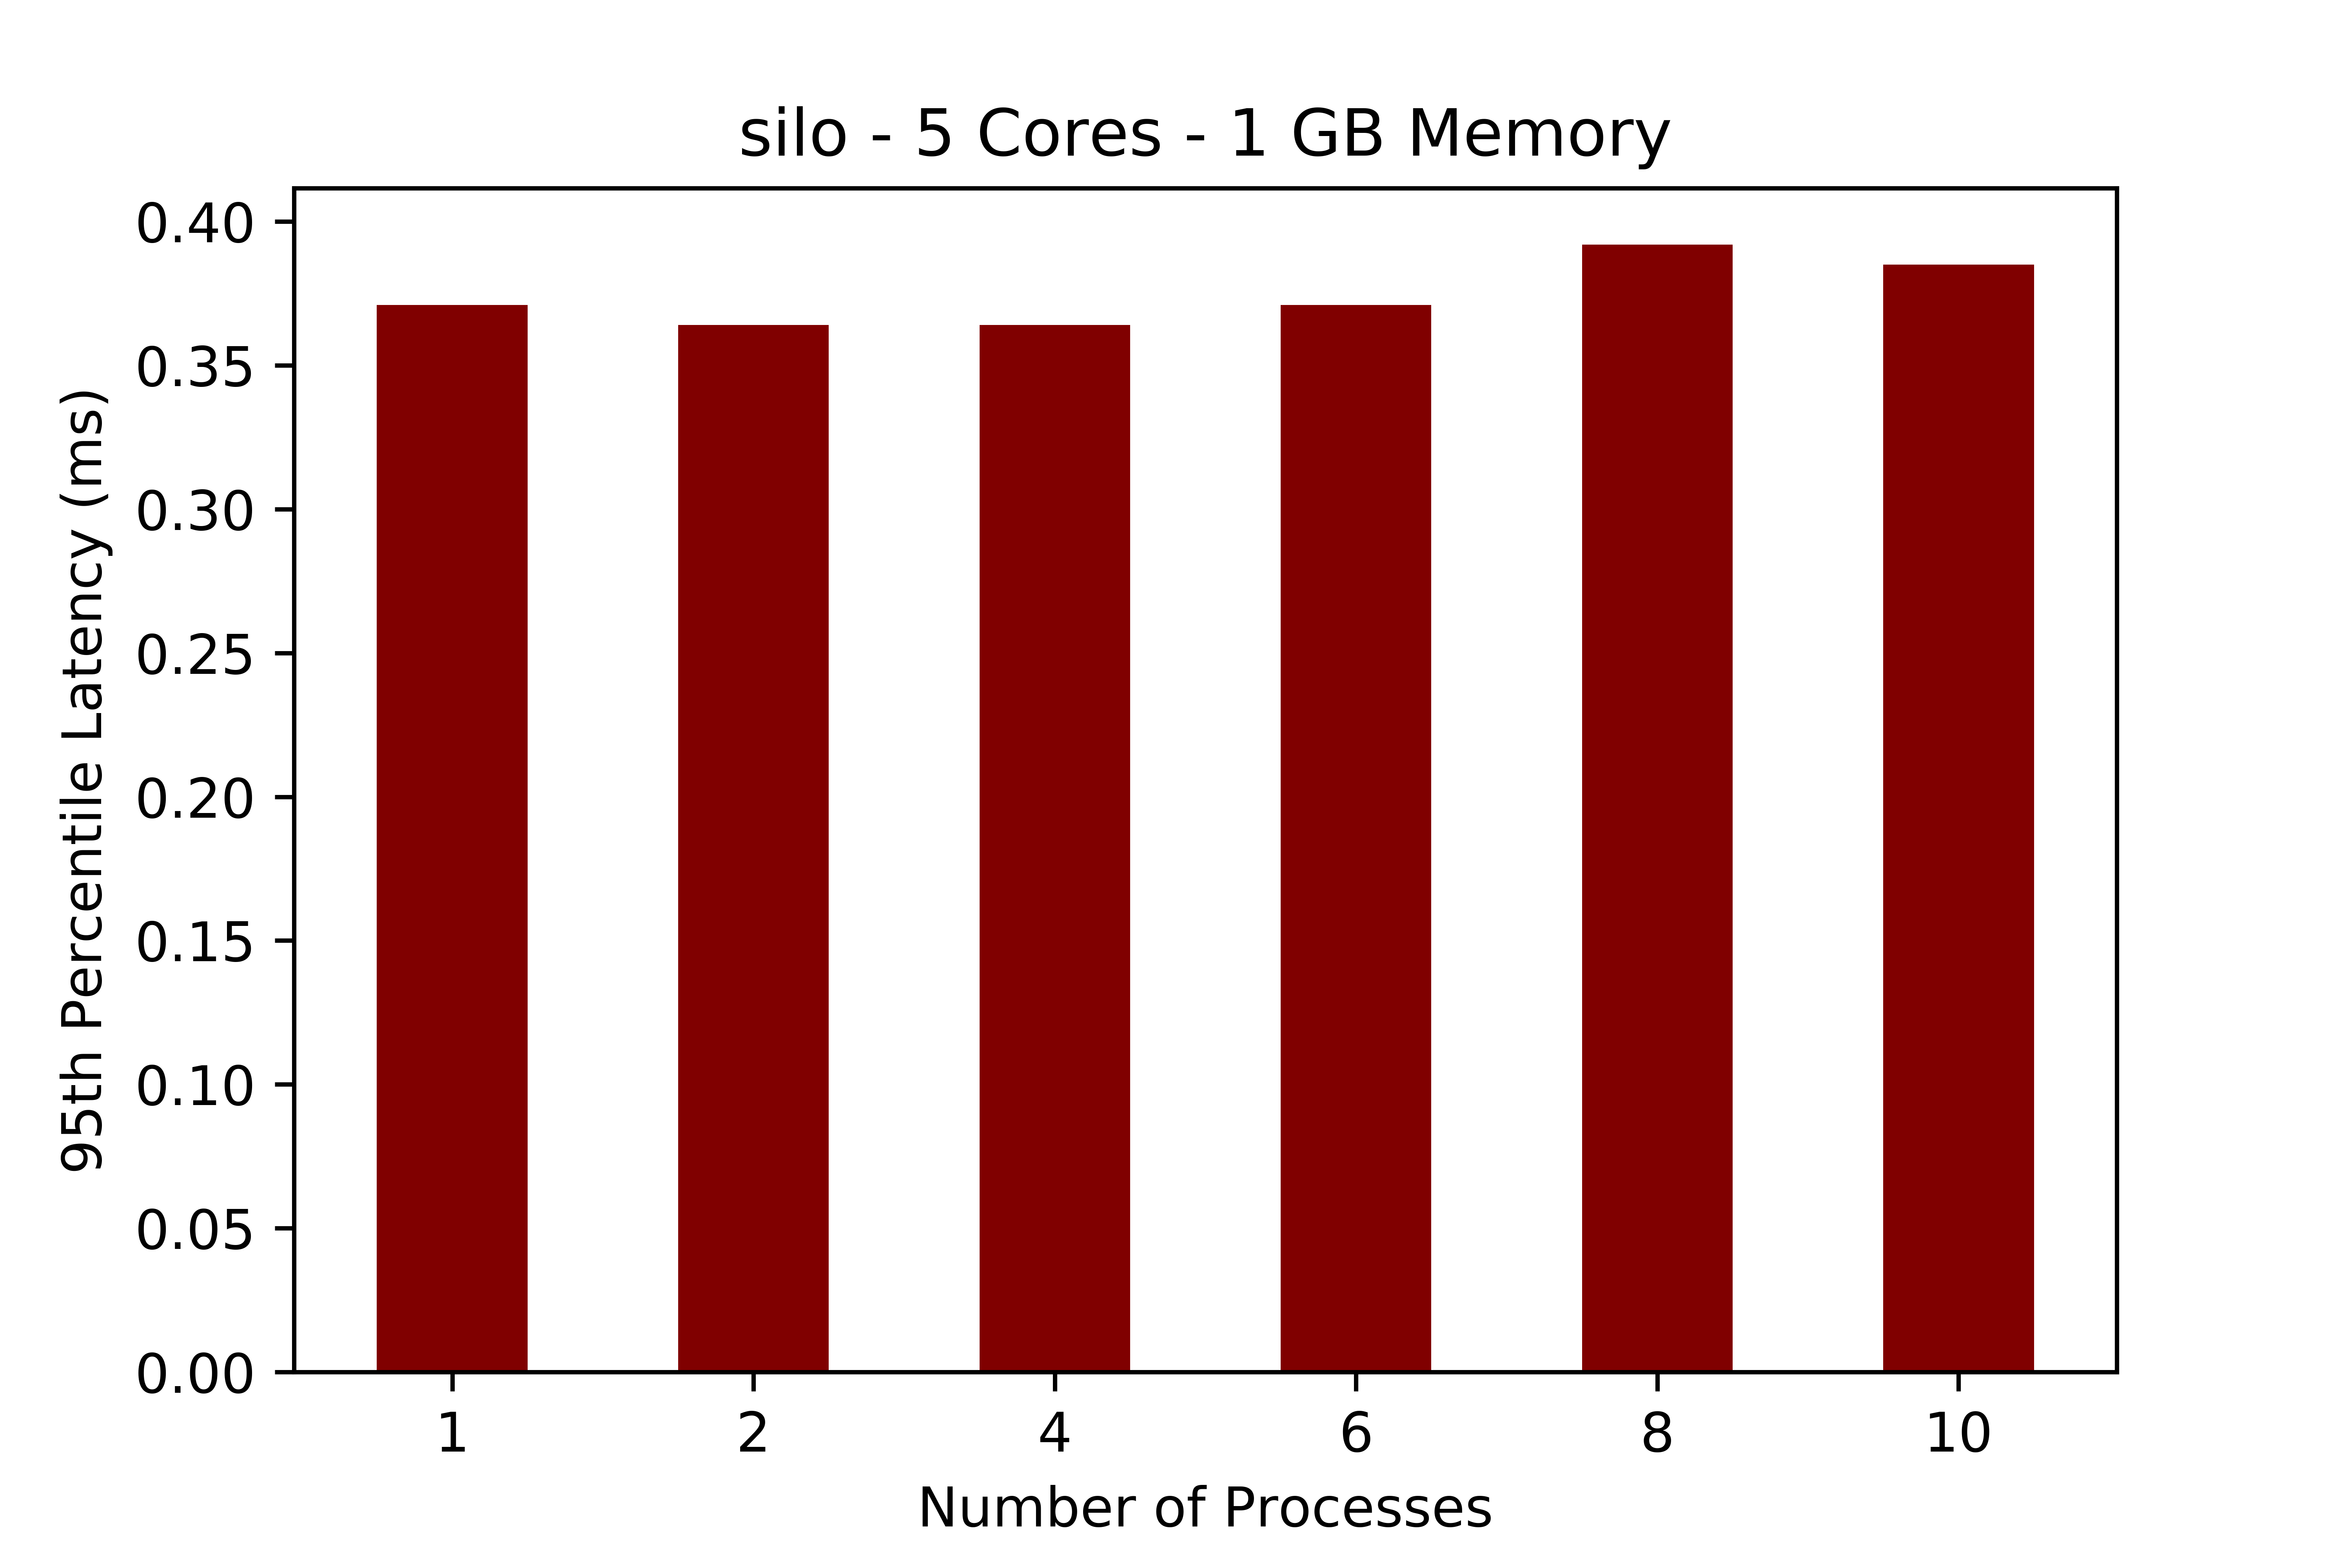 silo - 5 Cores - 1 GB Memory
95th Percentile Latency (ms)
0.40
0.35
0.30
0.25
0.20
0.15
0.10
0.05
0.00
1 2 4 6 8 10
Number of Processes